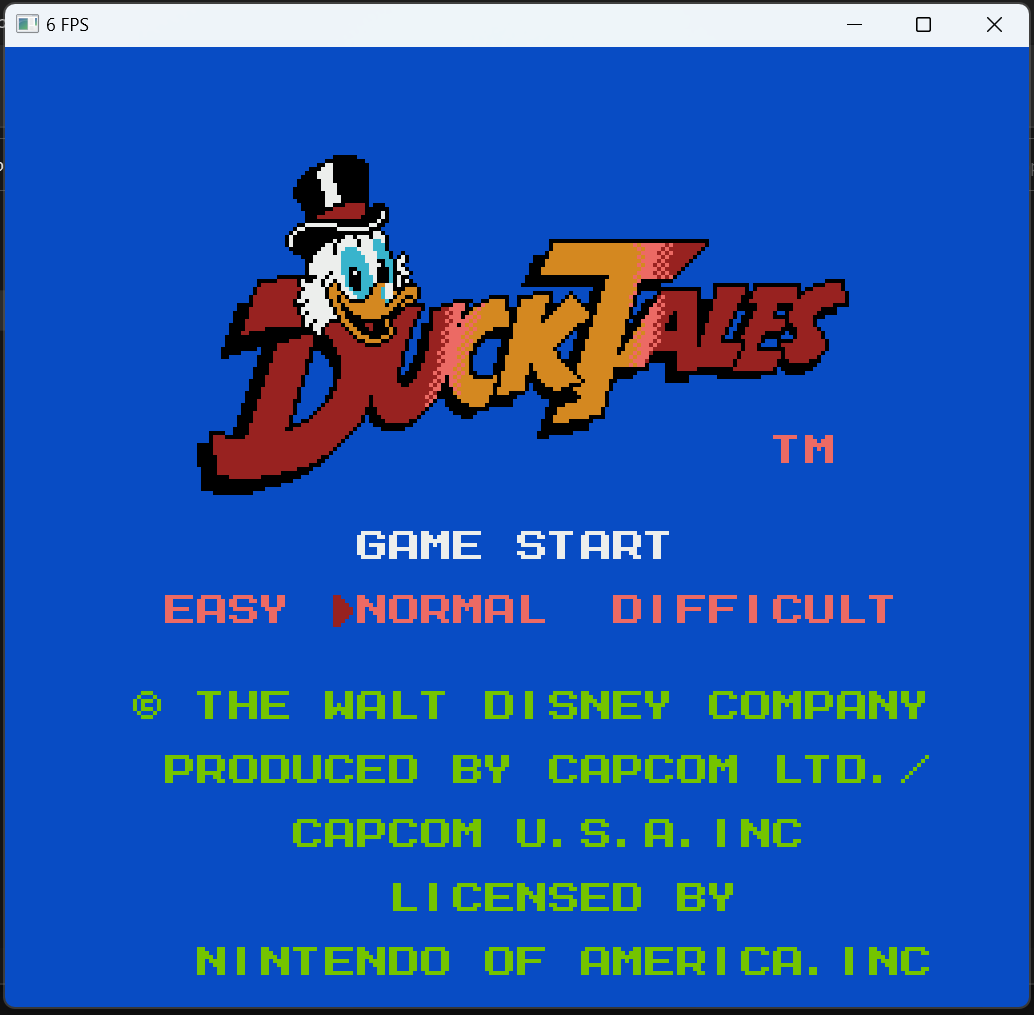 6 FPS
DUCKTALES
TM
GAME START
EASY NORMAL DIFFICULT
© THE WALT DISNEY COMPANY
PRODUCED BY CAPCOM LTD./
CAPCOM U.S.A.INC
LICENSED BY
NINTENDO OF AMERICA.INC